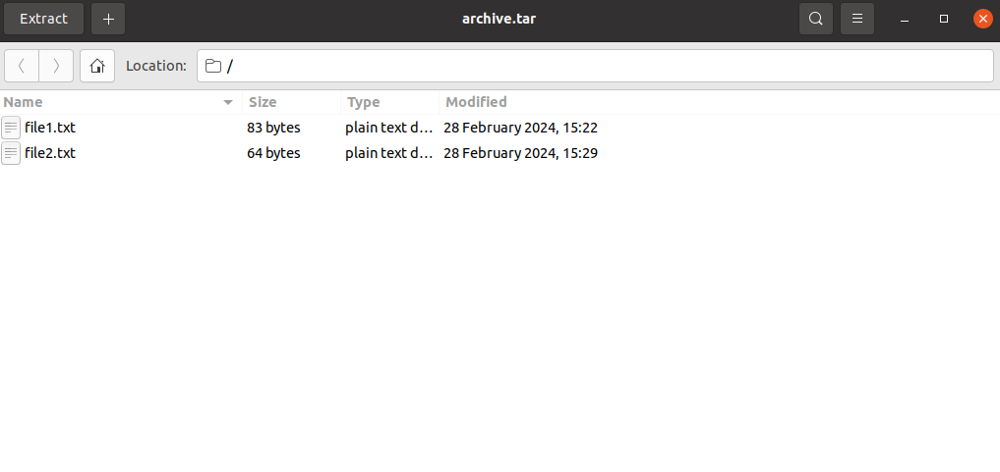 Extract + archive.tar
Location: /
Name Size Type Modified
file1.txt 83 bytes plain text d... 28 February 2024, 15:22
file2.txt 64 bytes plain text d... 28 February 2024, 15:29